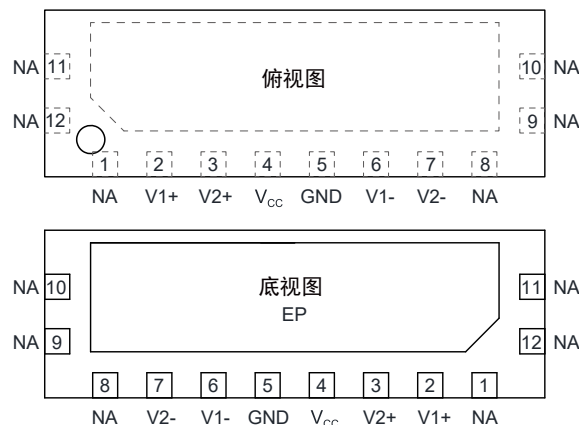 NA 11 俯视图 10 NA
NA 12 9 NA
1 2 3 4 5 6 7 8
NA V1+ V2+ VCC GND V1- V2- NA
NA 10 底视图 11 NA
EP
NA 9 12 NA
8 7 6 5 4 3 2 1
NA V2- V1- GND VCC V2+ V1+ NA